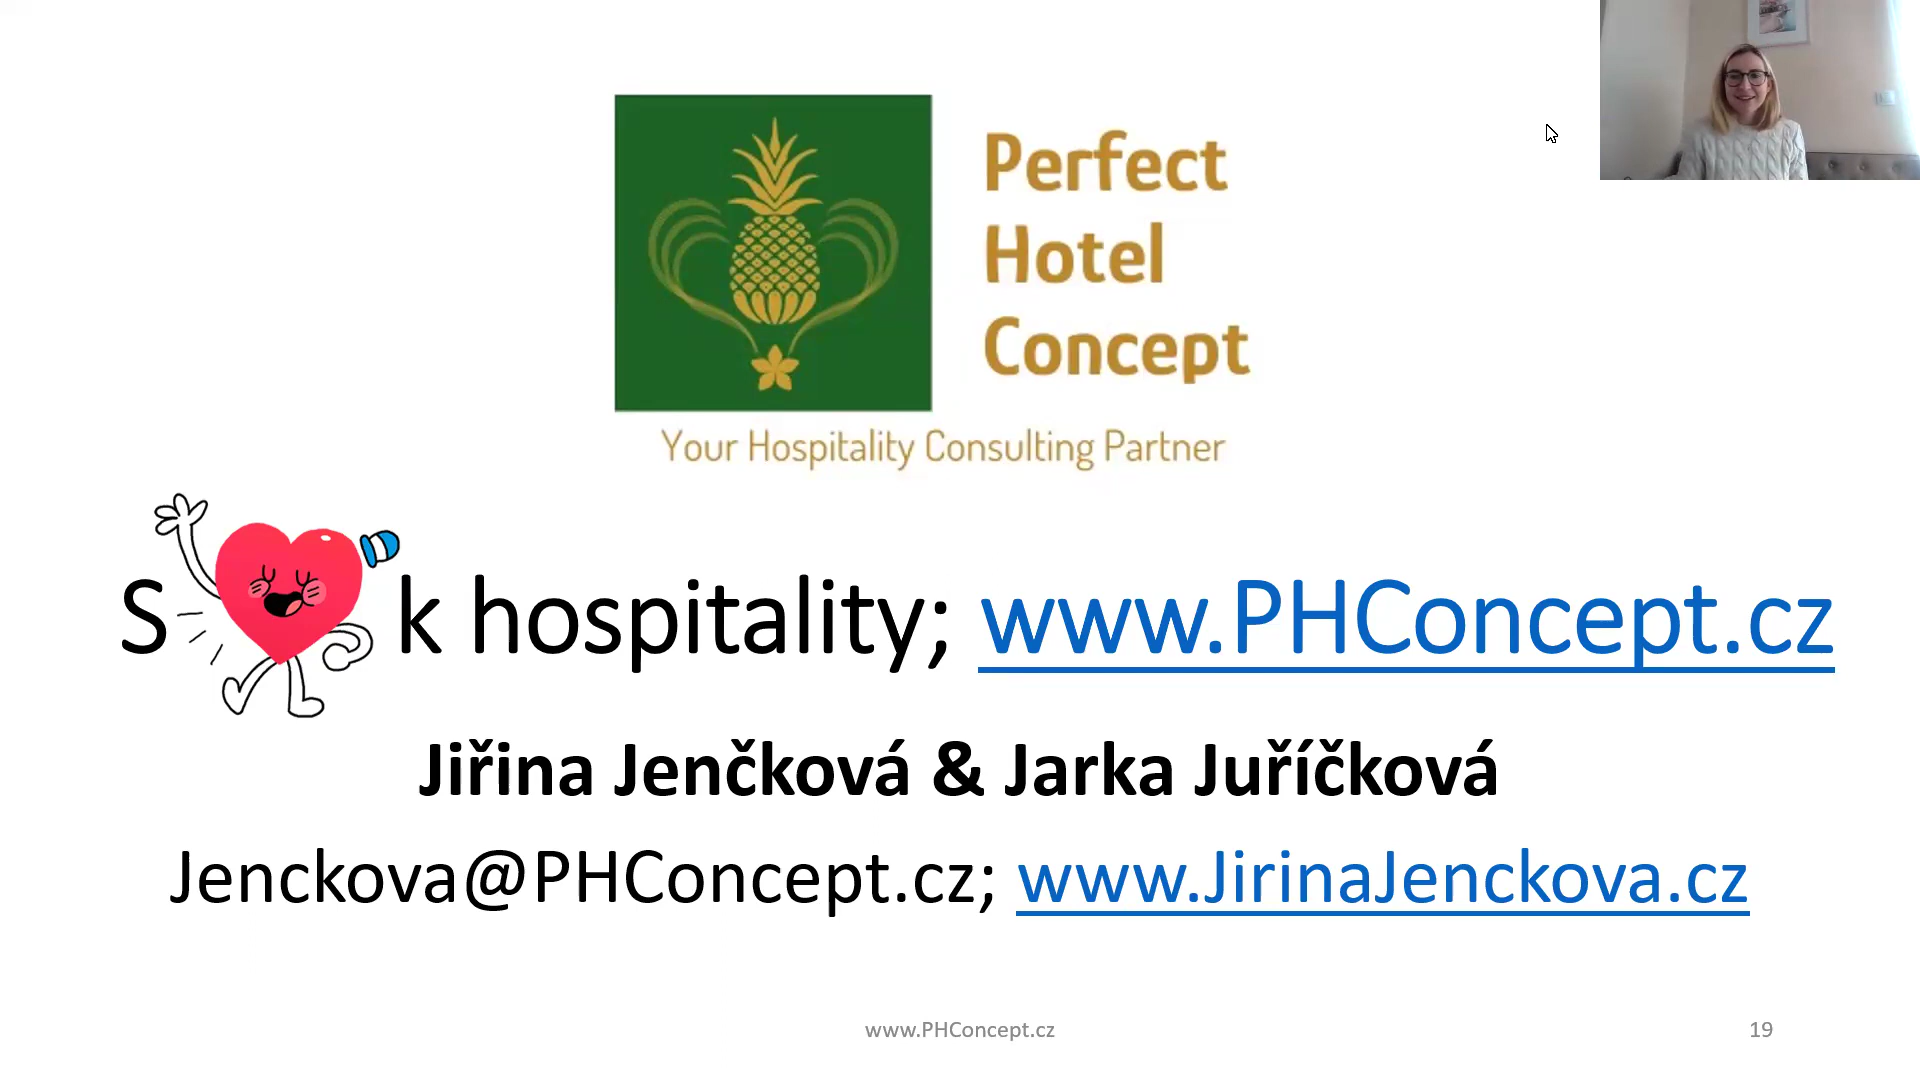 Perfect
Hotel
Concept
Your Hospitality Consulting Partner
S k hospitality; www.PHConcept.cz
Jiřina Jenčková & Jarka Juříčková
Jenckova@PHConcept.cz; www.JirinaJenckova.cz
www.PHConcept.cz
19